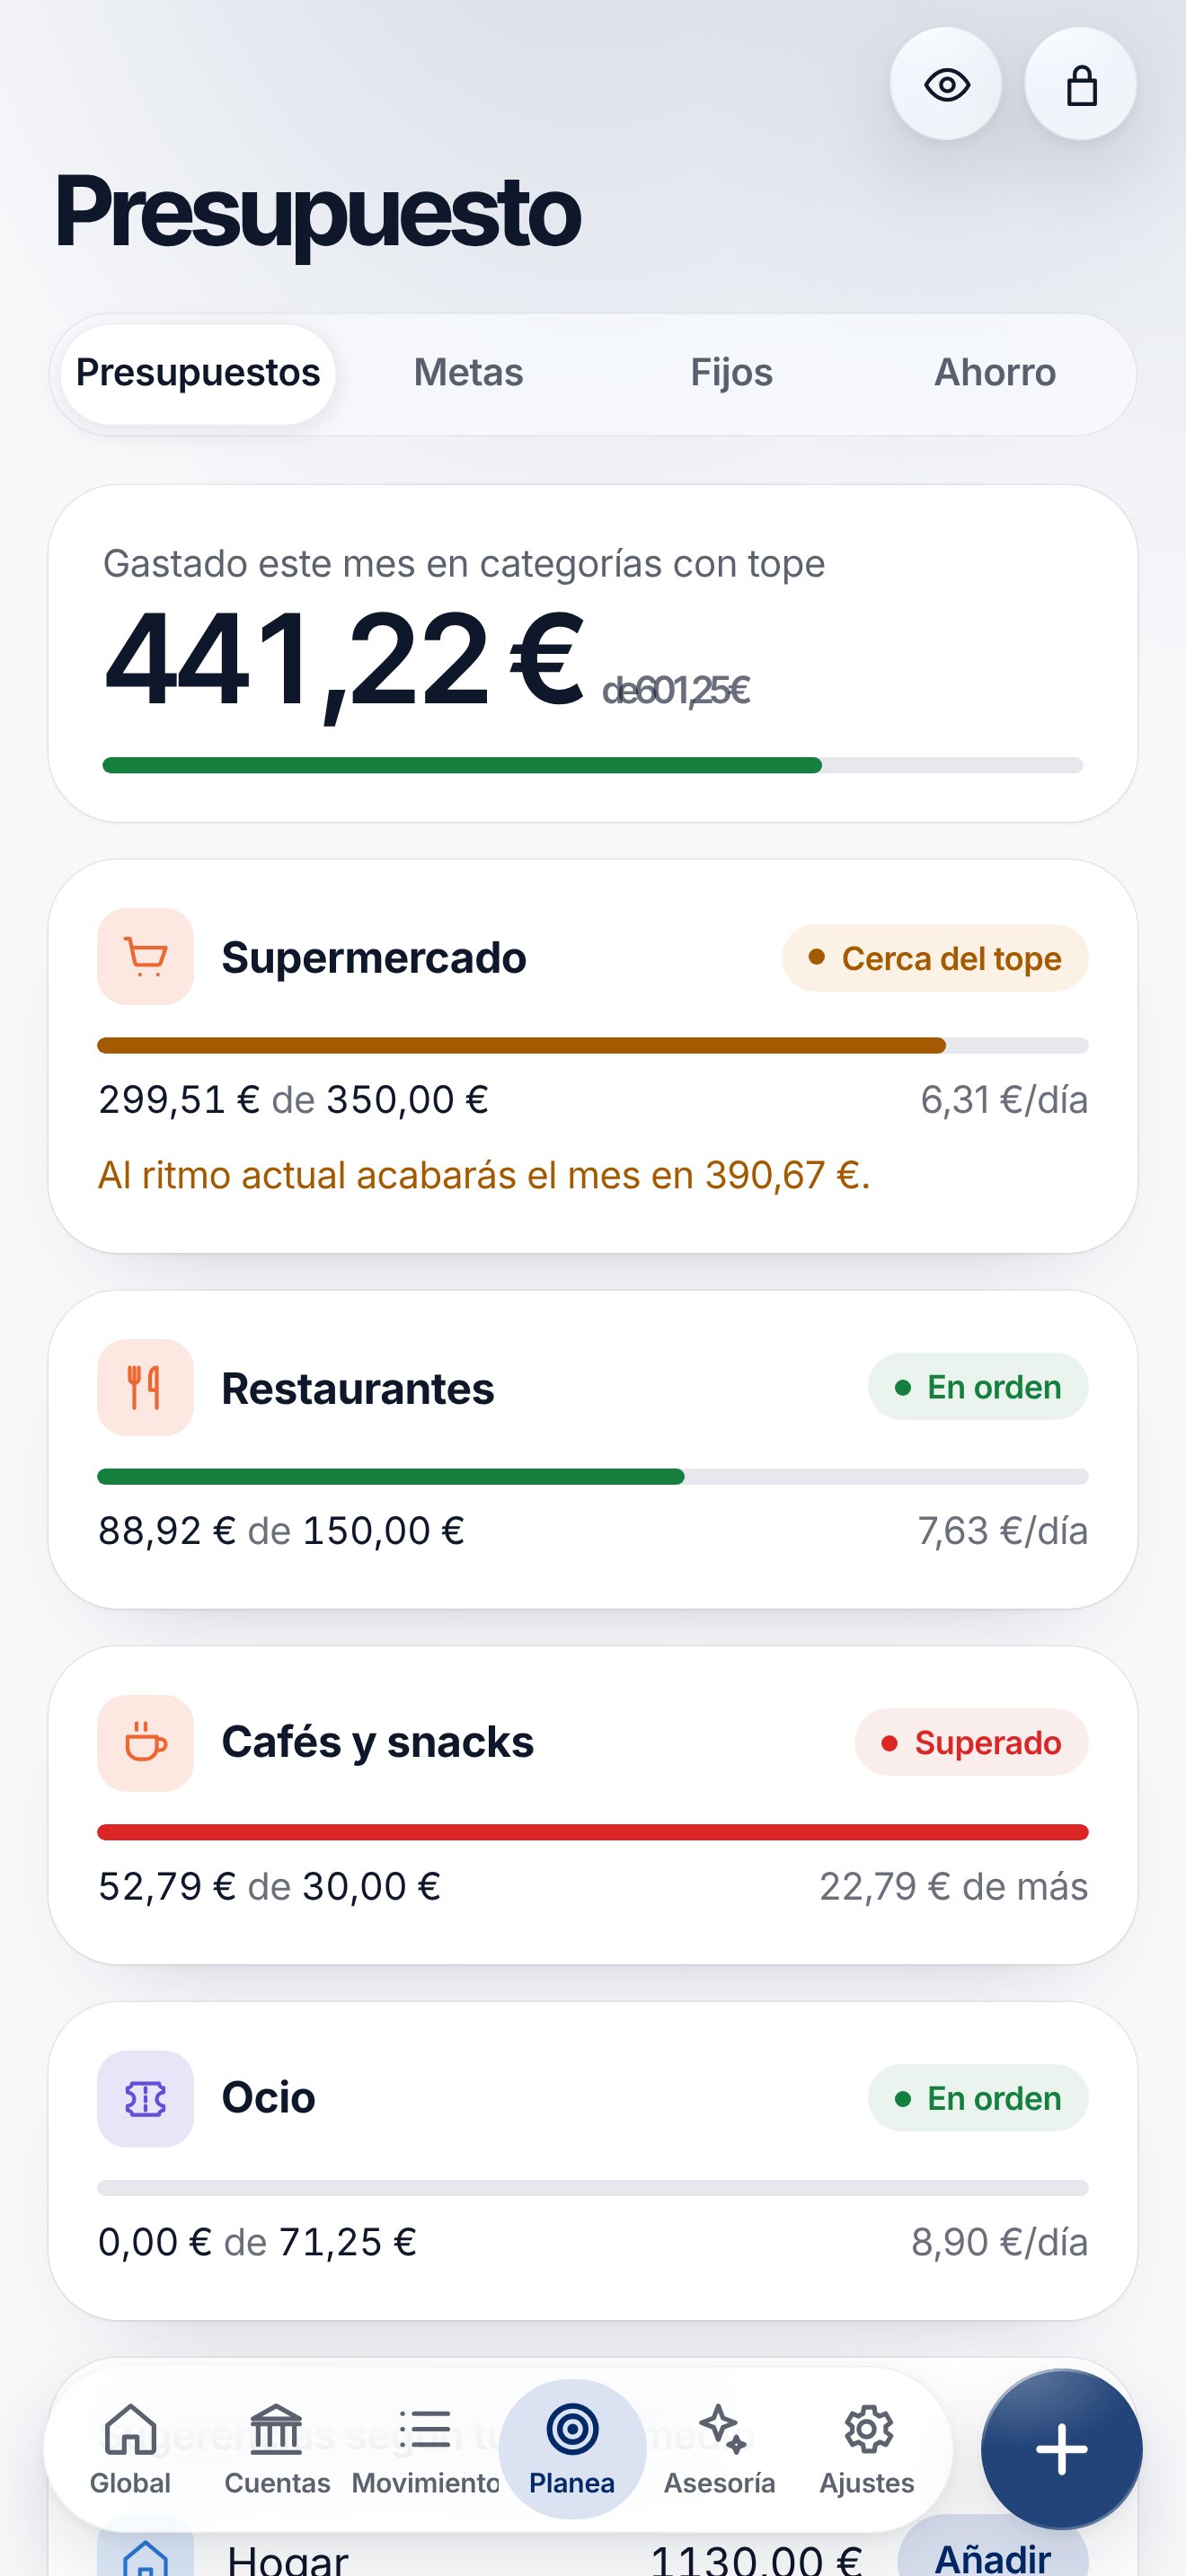 Presupuesto
Presupuestos Metas Fijos Ahorro
Gastado este mes en categorías con tope
441,22 € de 601,25 €
Supermercado Cerca del tope
299,51 € de 350,00 € 6,31 €/día
Al ritmo actual acabarás el mes en 390,67 €.
Restaurantes En orden
88,92 € de 150,00 € 7,63 €/día
Cafés y snacks Superado
52,79 € de 30,00 € 22,79 € de más
Ocio En orden
0,00 € de 71,25 € 8,90 €/día
Global Cuentas Movimiento Planea Asesoría Ajustes
Hogar 1130,00 € Añadir